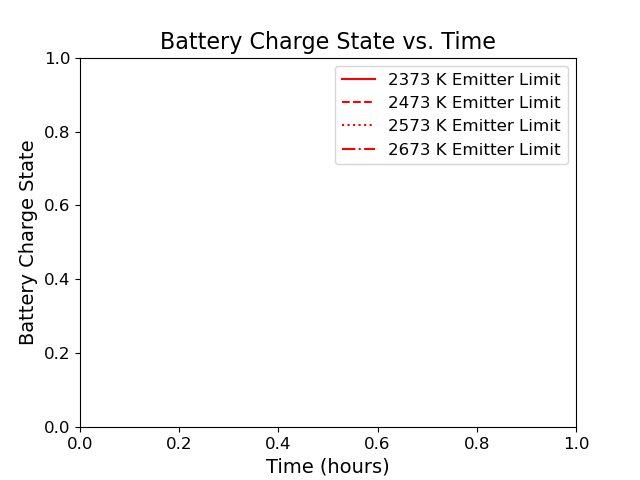 Battery Charge State vs. Time
2373 K Emitter Limit
2473 K Emitter Limit
2573 K Emitter Limit
2673 K Emitter Limit
Battery Charge State
1.0
0.8
0.6
0.4
0.2
0.0
0.0 0.2 0.4 0.6 0.8 1.0
Time (hours)